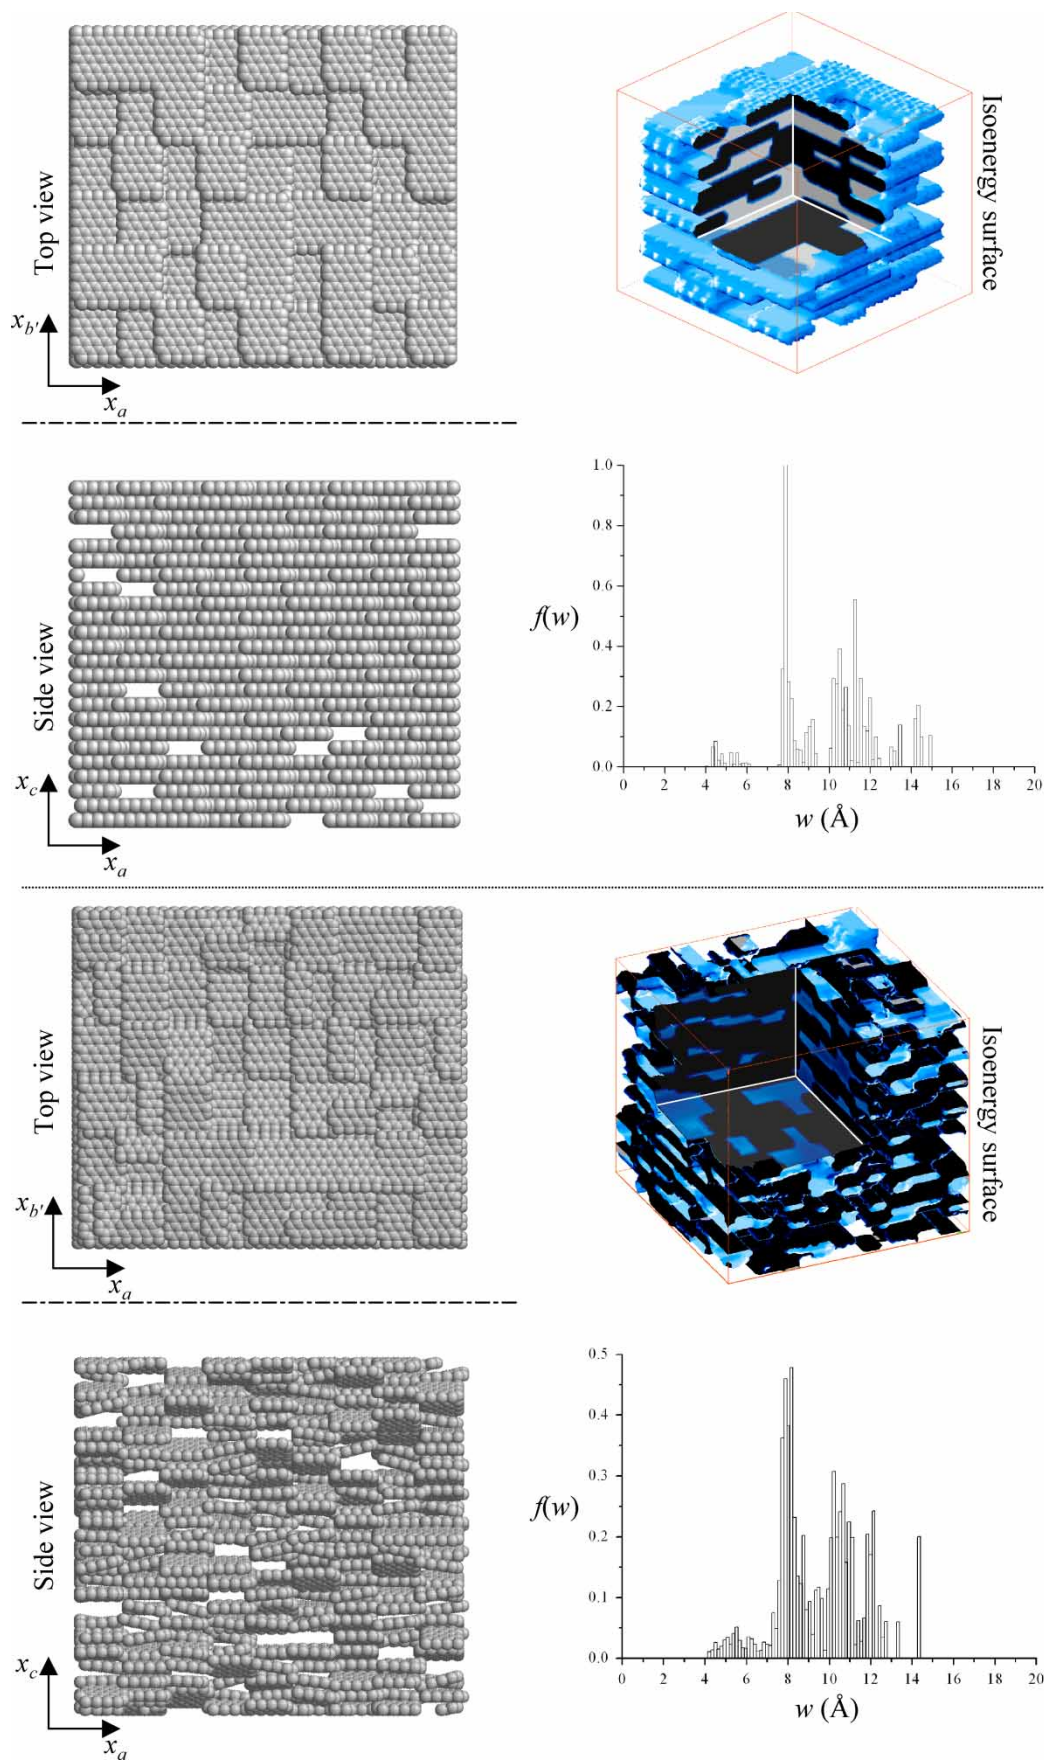 Top view
x_b'
x_a
Isoenergy surface
Side view
x_c
x_a
1.0
0.8
0.6
f(w)
0.4
0.2
0.0
0 2 4 6 8 10 12 14 16 18 20
w (Å)
Top view
x_b'
x_a
Isoenergy surface
Side view
x_c
x_a
0.5
0.4
0.3
f(w)
0.2
0.1
0.0
0 2 4 6 8 10 12 14 16 18 20
w (Å)